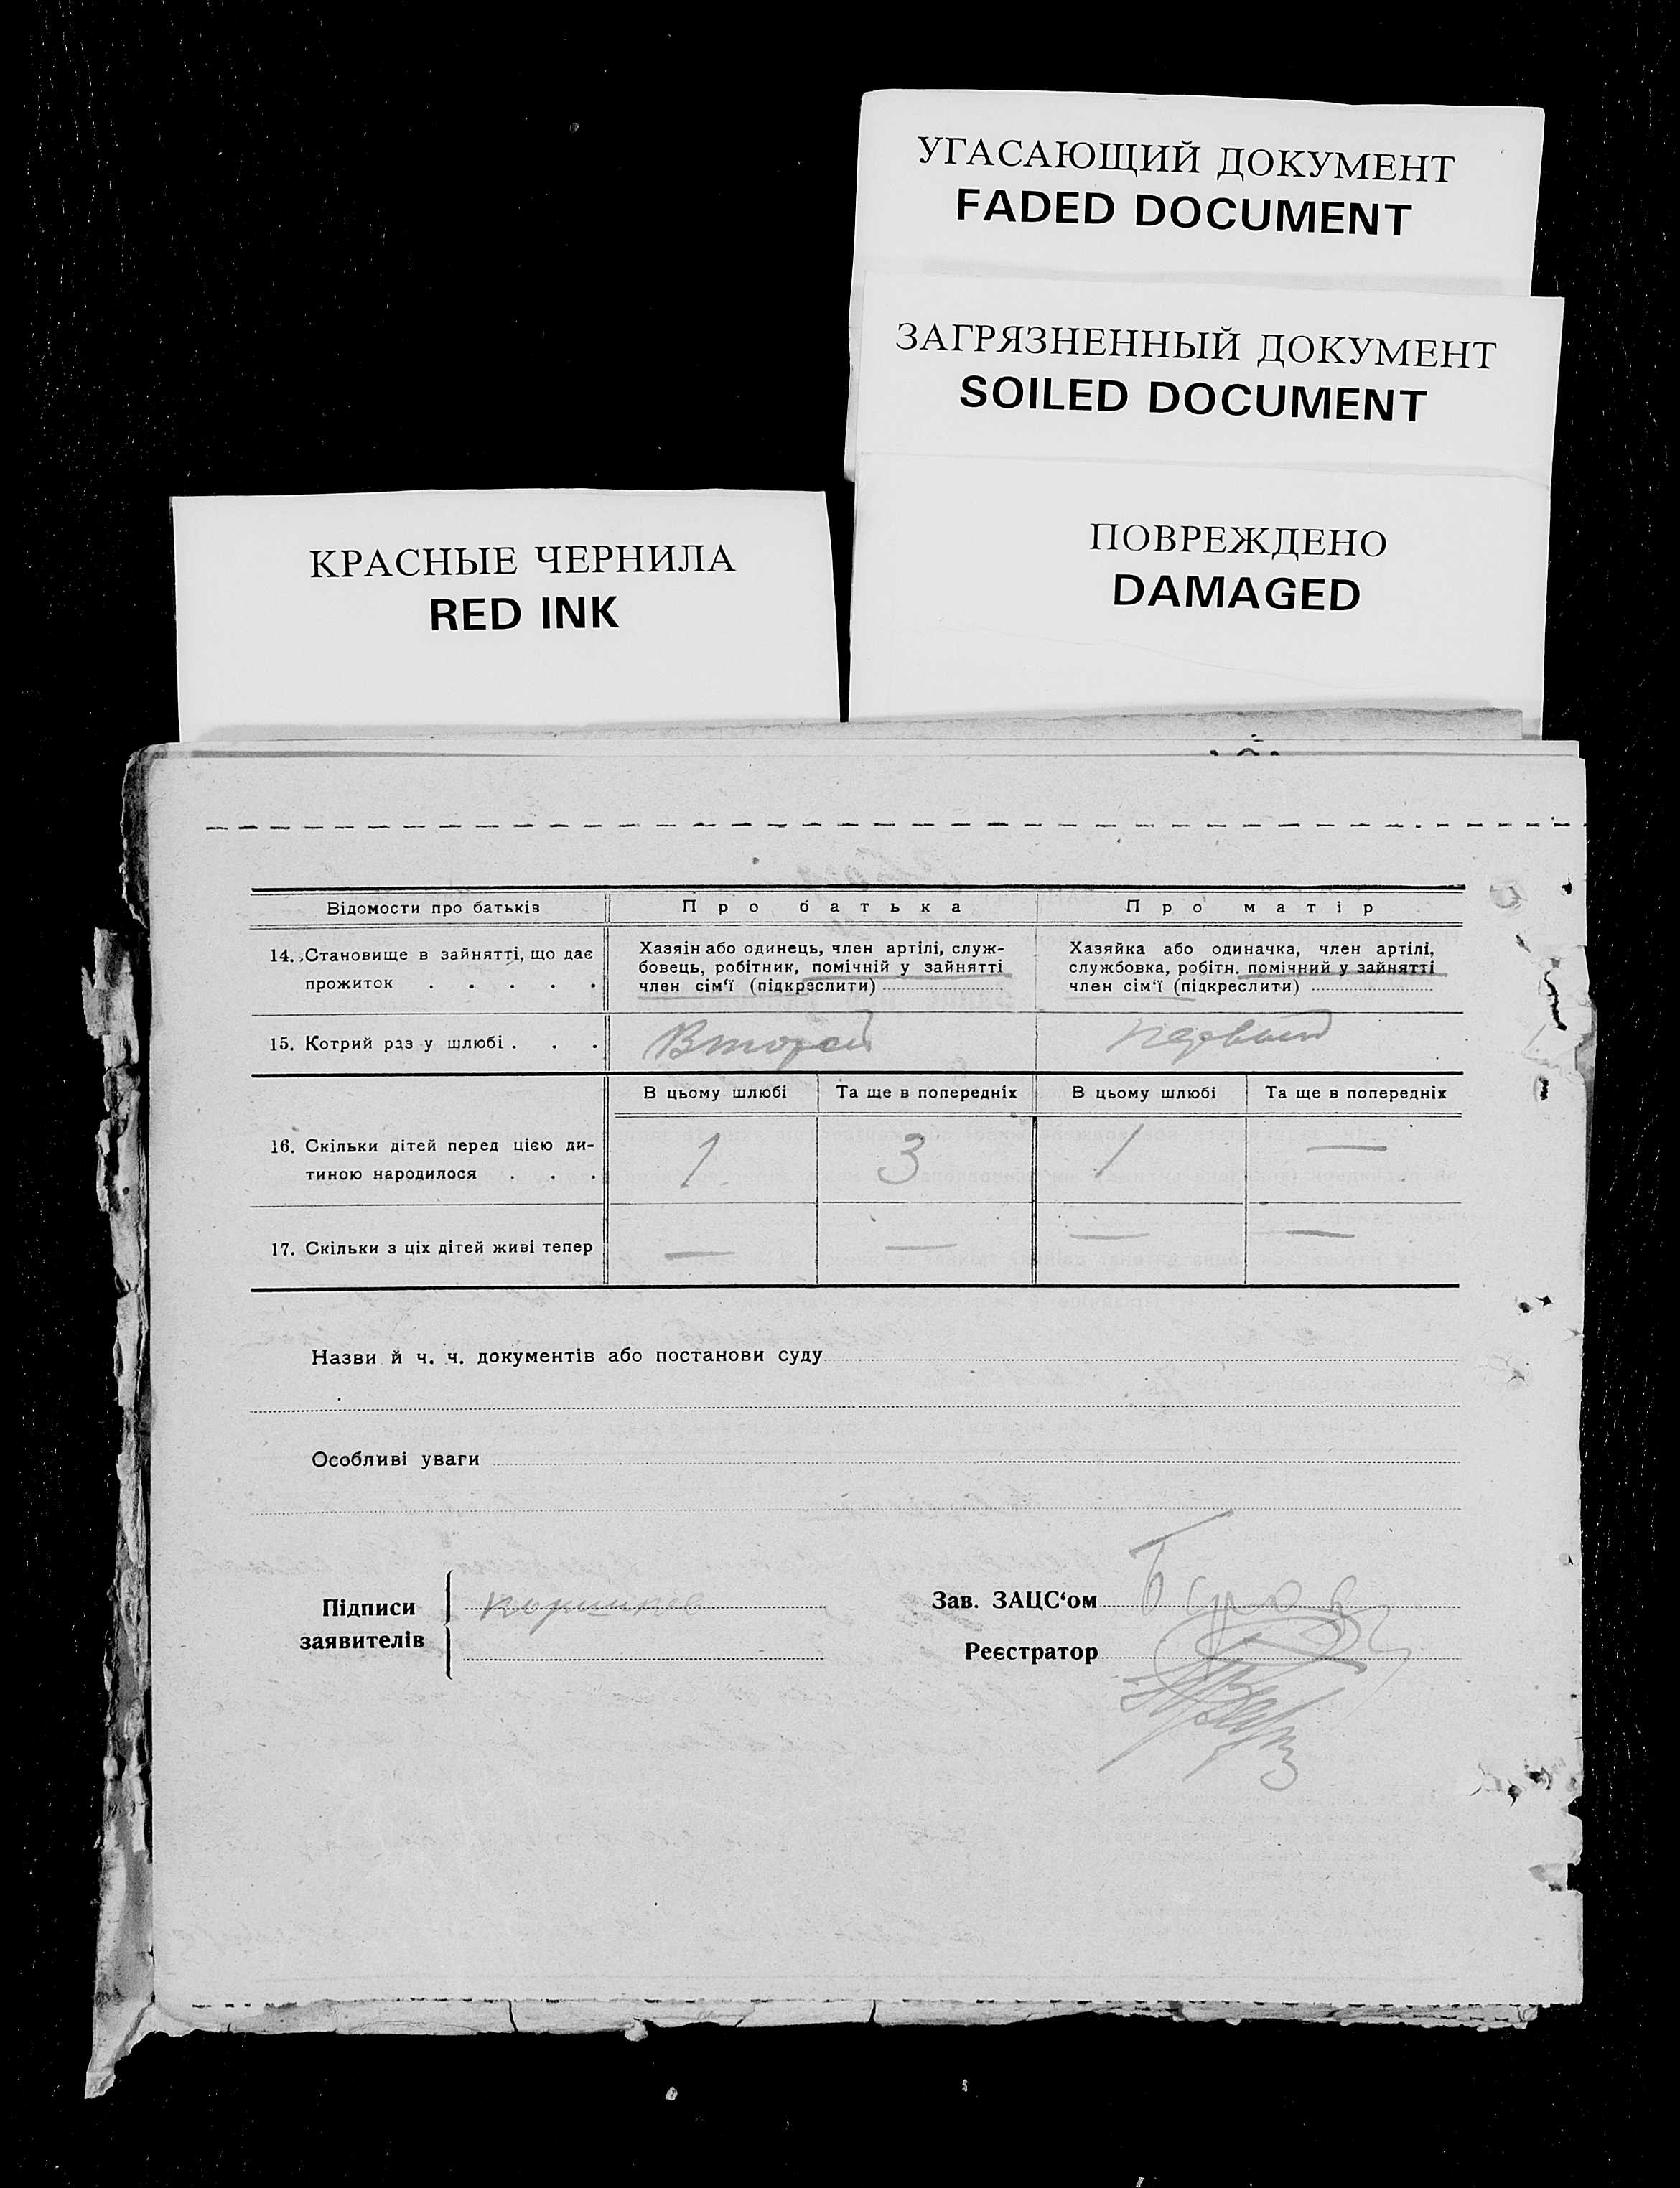 УГАСАЮЩИЙ ДОКУМЕНТ
FADED DOCUMENT
ЗАГРЯЗНЕННЫЙ ДОКУМЕНТ
SOILED DOCUMENT
ПОВРЕЖДЕНО
DAMAGED
КРАСНЫЕ ЧЕРНИЛА
RED INK
Відомости про батьків Про батька Про матір
14. Становище в зайнятті, що дає
прожиток . . . . .
Хазяін або одинець, член артілі, служ-
бовець, робітник, помічній у зайнятті
член сім‘ї (підкреслити)
Хазяйка або одиначка, член артілі,
службовка, робітн. помічний у зайнятті
член сім‘ї (підкреслити)
15. Котрий раз у шлюбі . . . Второй первый
В цьому шлюбі Та ще в попередніх В цьому шлюбі Та ще в попередніх
16. Скільки дітей перед цією ди-
тиною народилося . . . 1 3 1 —
17. Скільки з ціх дітей живі тепер — — — —
Назви й ч. ч. документів або постанови суду
Особливі уваги
Підписи
заявителів
Зав. ЗАЦС‘ом
Реєстратор